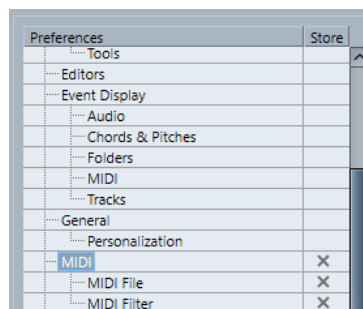 Preferences Store
Tools
Editors
Event Display
Audio
Chords & Pitches
Folders
MIDI
Tracks
General
Personalization
MIDI
MIDI File
MIDI Filter